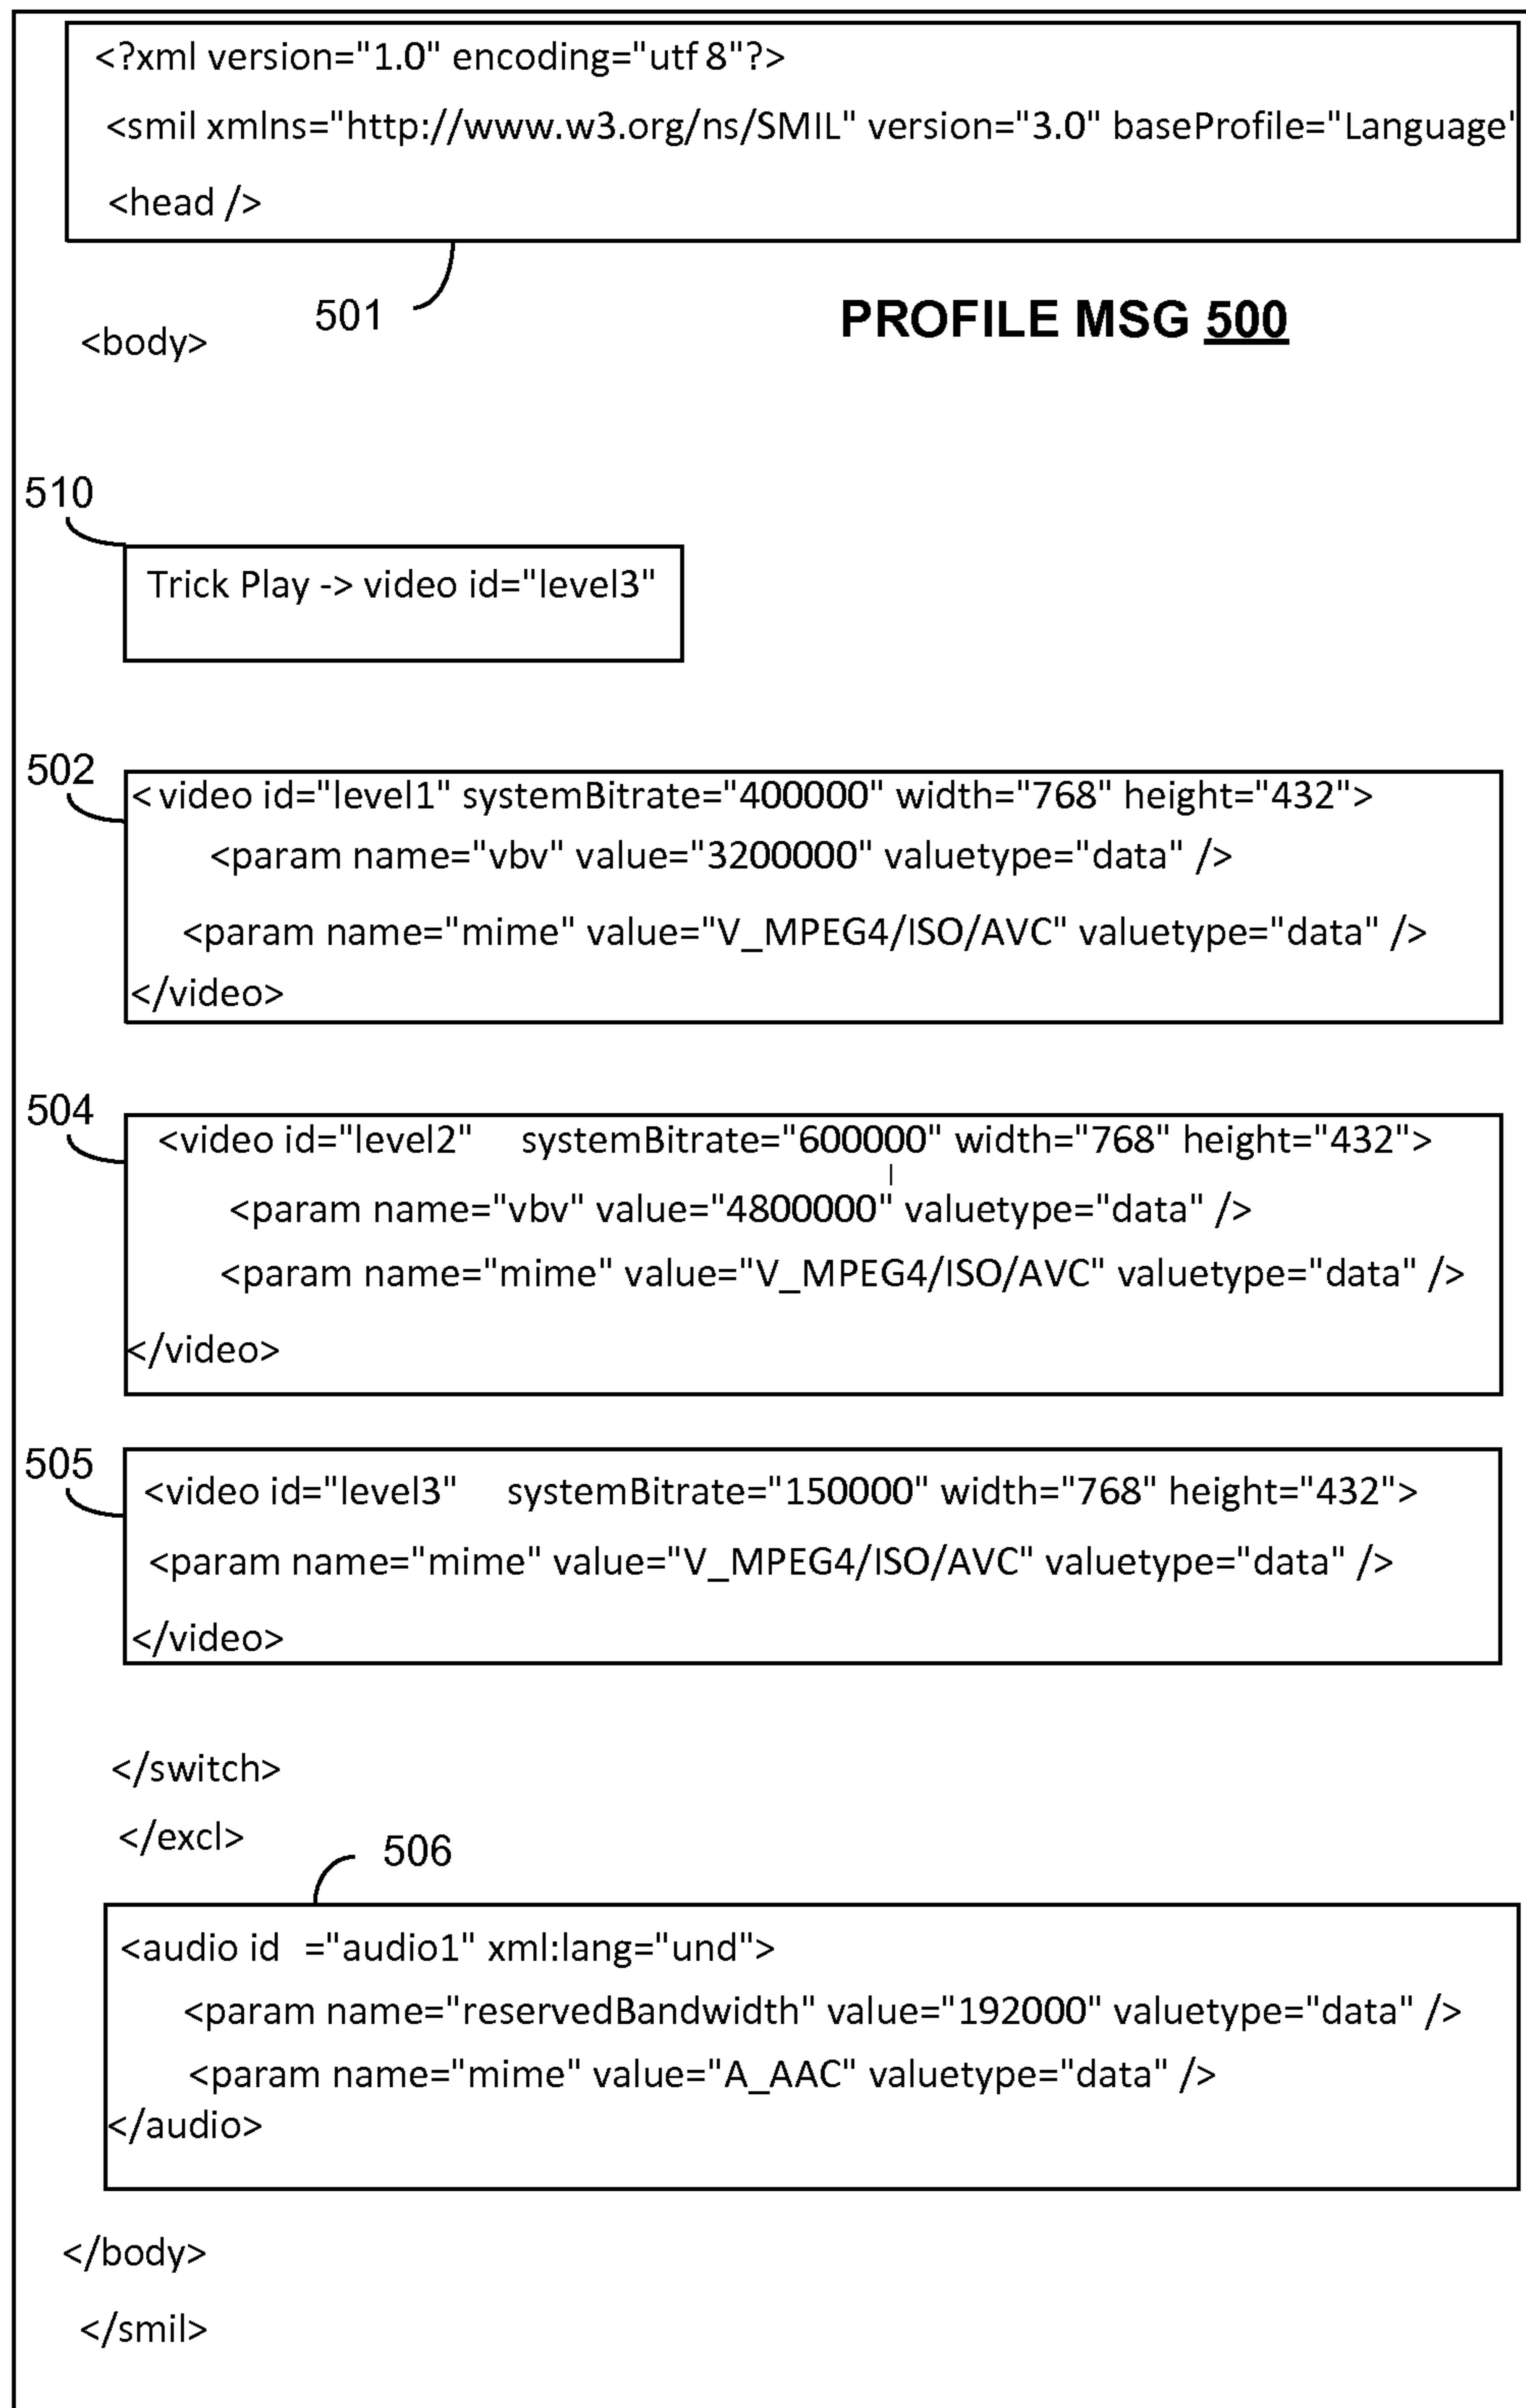 <?xml version="1.0" encoding="utf 8"?>
<smil xmlns="http://www.w3.org/ns/SMIL" version="3.0" baseProfile="Language"
<head />
501
PROFILE MSG 500
<body>
510
Trick Play -> video id="level3"
502
< video id="level1" systemBitrate="400000" width="768" height="432">
<param name="vbv" value="3200000" valuetype="data" />
<param name="mime" value="V_MPEG4/ISO/AVC" valuetype="data" />
</video>
504
<video id="level2" systemBitrate="600000" width="768" height="432">
<param name="vbv" value="4800000" valuetype="data" />
<param name="mime" value="V_MPEG4/ISO/AVC" valuetype="data" />
</video>
505
<video id="level3" systemBitrate="150000" width="768" height="432">
<param name="mime" value="V_MPEG4/ISO/AVC" valuetype="data" />
</video>
</switch>
</excl>
506
<audio id ="audio1" xml:lang="und">
<param name="reservedBandwidth" value="192000" valuetype="data" />
<param name="mime" value="A_AAC" valuetype="data" />
</audio>
</body>
</smil>